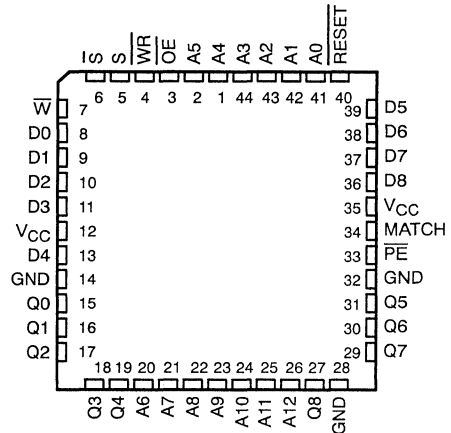 S̅ S W̅R̅ O̅E̅ A5 A4 A3 A2 A1 A0 R̅E̅S̅E̅T̅
6 5 4 3 2 1 44 43 42 41 40
W̅ 7 39 D5
D0 8 38 D6
D1 9 37 D7
D2 10 36 D8
D3 11 35 VCC
VCC 12 34 MATCH
D4 13 33 P̅E̅
GND 14 32 GND
Q0 15 31 Q5
Q1 16 30 Q6
Q2 17 29 Q7
18 19 20 21 22 23 24 25 26 27 28
Q3 Q4 A6 A7 A8 A9 A10 A11 A12 Q8 GND